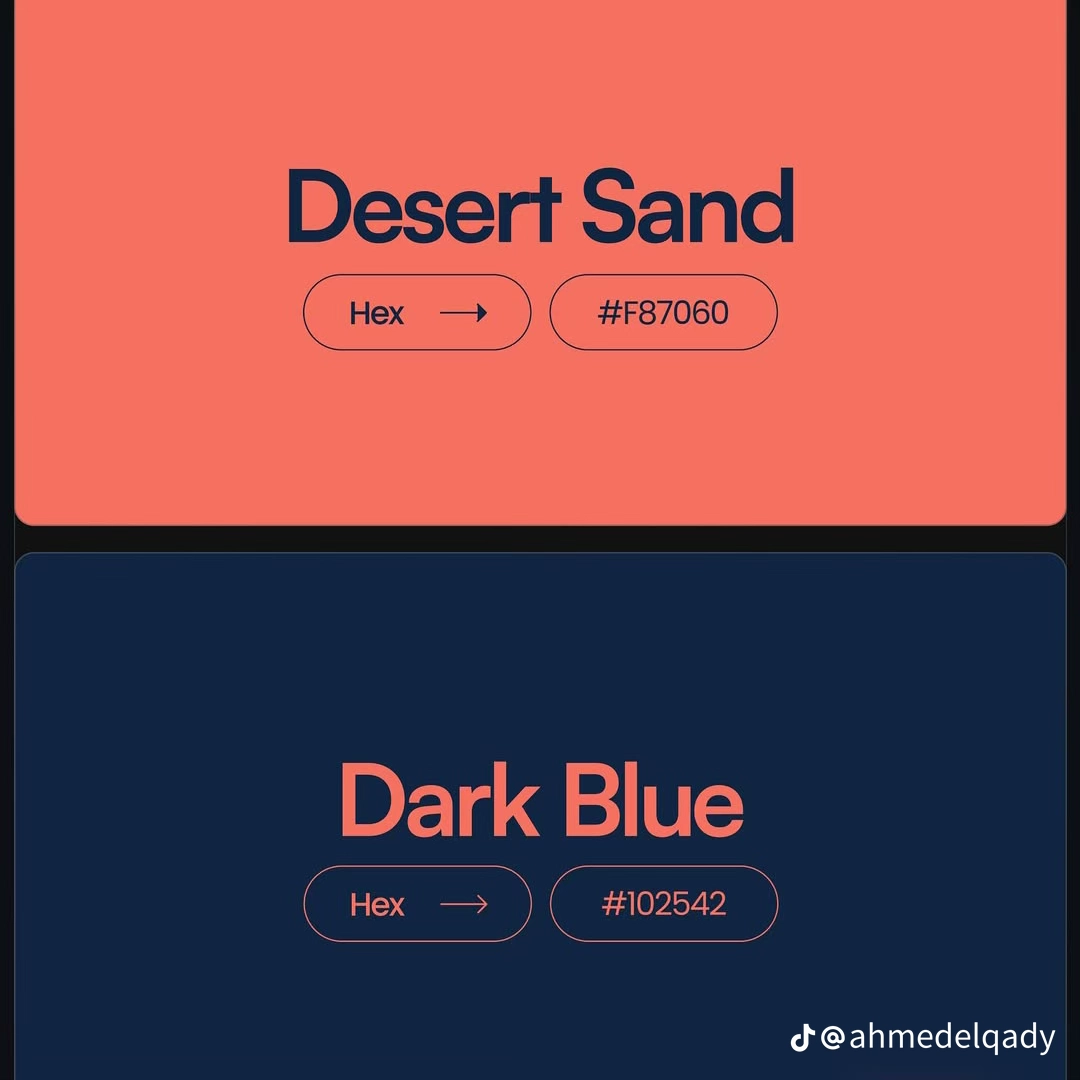 Desert Sand
Hex → #F87060
Dark Blue
Hex → #102542
@ahmedelqady